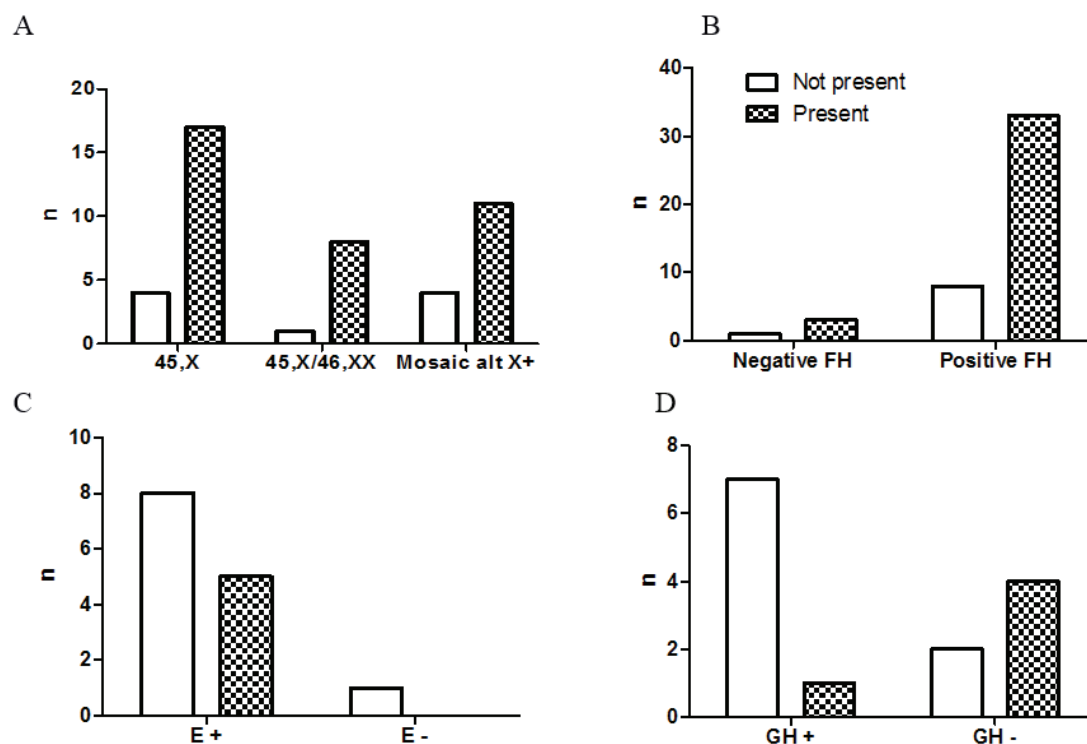 A
20
15
10
5
0
n
45,X
45,X/46,XX
Mosaic alt X+
B
40
30
20
10
0
n
Not present
Present
Negative FH
Positive FH
C
10
8
6
4
2
0
n
E +
E -
D
8
6
4
2
0
n
GH +
GH -